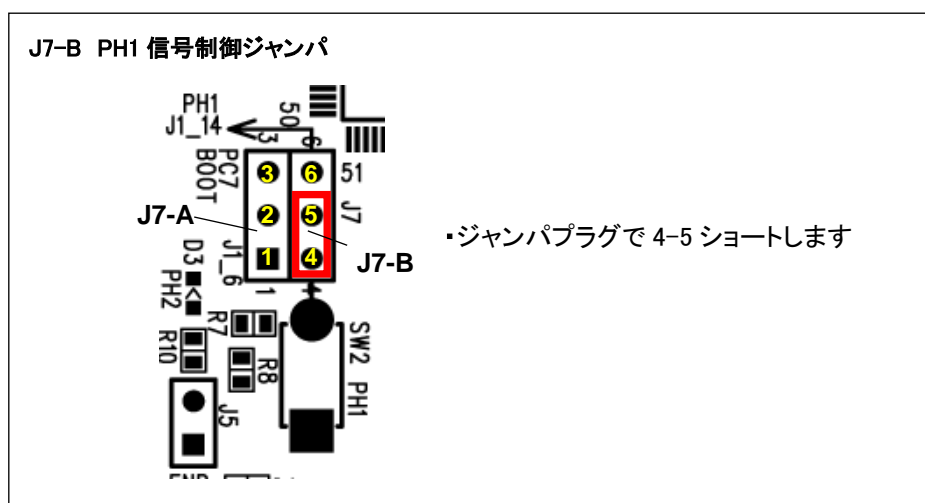 J7-B PH1 信号制御ジャンパ
PH1
J1_14
50
3
6
PC7
BOOT
3
6
51
J7
J7-A
2
5
・ジャンパプラグで 4-5 ショートします
J1_6
1
4
J7-B
D3
PH2
1
4
R7
SW2
R10
R8
PH1
J5